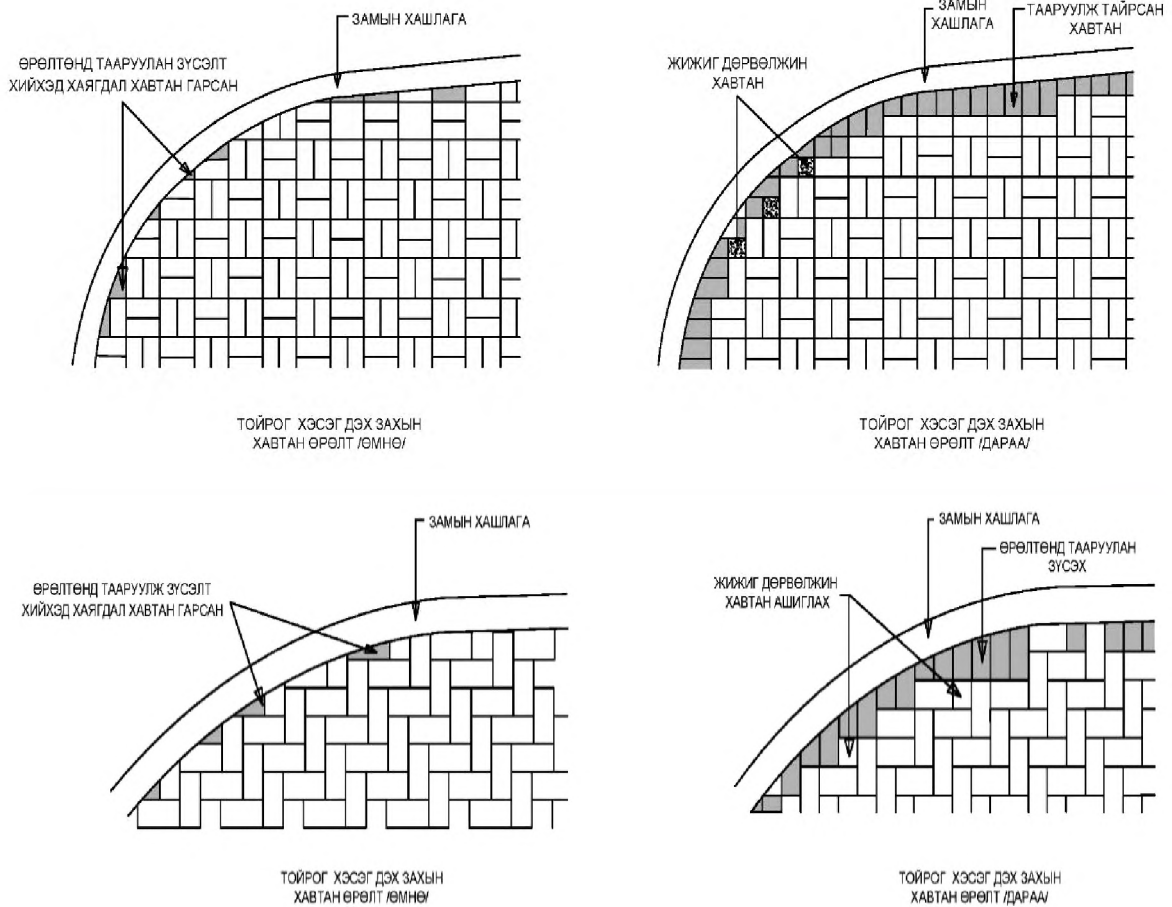 ЗАМЫН ХАШЛАГА
ӨРӨЛТӨНД ТААРУУЛАН ЗҮСЭЛТ
ХИЙХЭД ХАЯГДАЛ ХАВТАН ГАРСАН
ТОЙРОГ ХЭСЭГ ДЭХ ЗАХЫН
ХАВТАН ӨРӨЛТ /ӨМНӨ/
ЗАМЫН
ХАШЛАГА
ТААРУУЛЖ ТАЙРСАН
ХАВТАН
ЖИЖИГ ДӨРВӨЛЖИН
ХАВТАН
ТОЙРОГ ХЭСЭГ ДЭХ ЗАХЫН
ХАВТАН ӨРӨЛТ /ДАРАА/
ЗАМЫН ХАШЛАГА
ӨРӨЛТӨНД ТААРУУЛЖ ЗҮСЭЛТ
ХИЙХЭД ХАЯГДАЛ ХАВТАН ГАРСАН
ТОЙРОГ ХЭСЭГ ДЭХ ЗАХЫН
ХАВТАН ӨРӨЛТ /ӨМНӨ/
ЗАМЫН ХАШЛАГА
ӨРӨЛТӨНД ТААРУУЛАН
ЗҮСЭХ
ЖИЖИГ ДӨРВӨЛЖИН
ХАВТАН АШИГЛАХ
ТОЙРОГ ХЭСЭГ ДЭХ ЗАХЫН
ХАВТАН ӨРӨЛТ /ДАРАА/